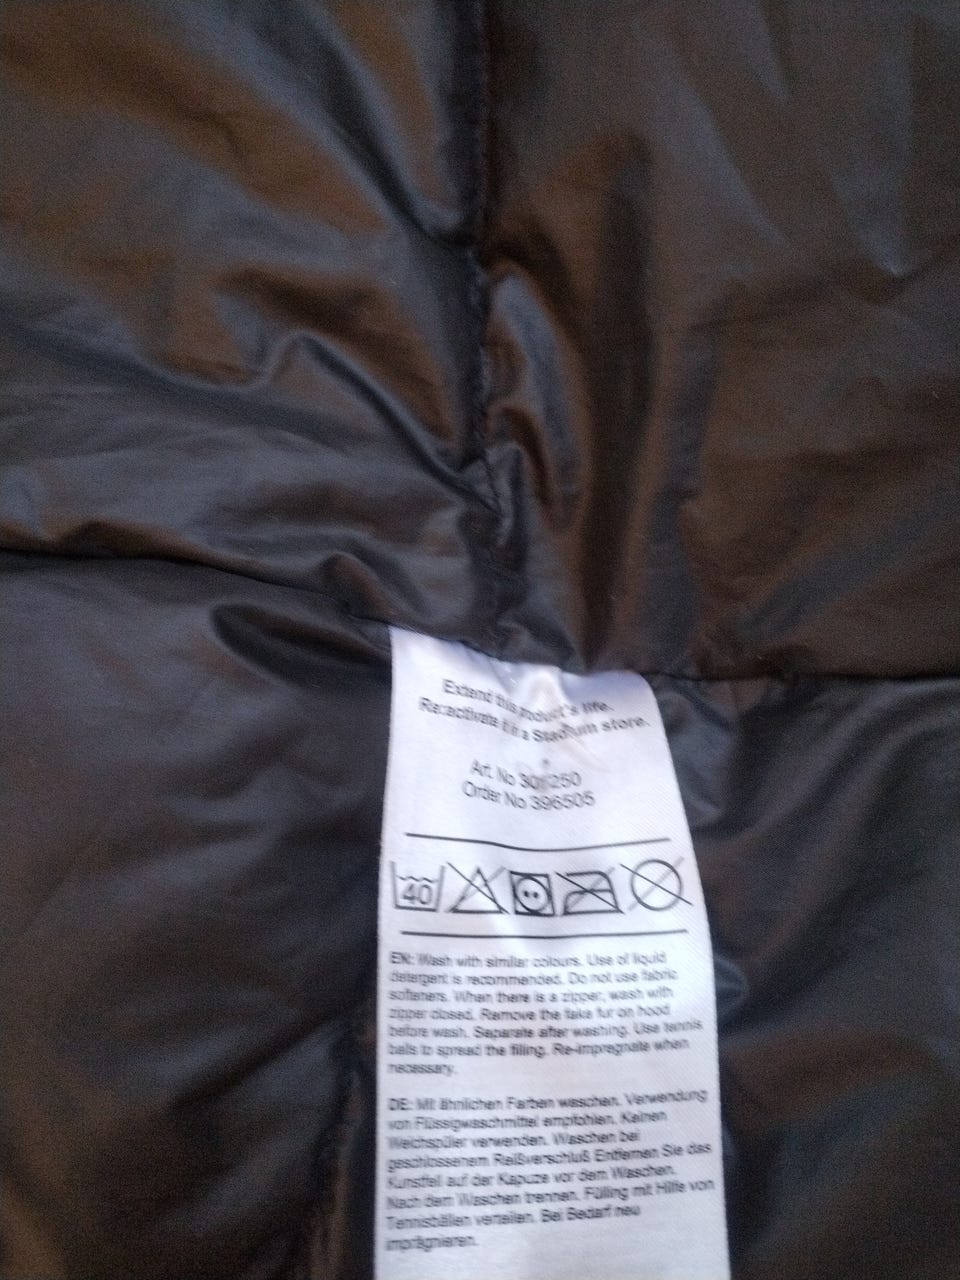 Extend this product's life.
Re:activate it in a Stadium store.
Art. No 301250
Order No 396505
40
EN: Wash with similar colours. Use of liquid
detergent is recommended. Do not use fabric
softeners. When there is a zipper, wash with
zipper closed. Remove the fake fur on hood
before wash. Separate after washing. Use tennis
balls to spread the filling. Re-impregnate when
necessary.
DE: Mit ähnlichen Farben waschen. Verwendung
von Flüssigwaschmittel empfohlen. Keinen
Weichspüler verwenden. Waschen bei
geschlossenem Reißverschluß Entfernen Sie das
Kunstfell auf der Kapuze vor dem Waschen.
Nach dem Waschen trennen. Füllung mit Hilfe von
Tennisbällen verteilen. Bei Bedarf neu
imprägnieren.